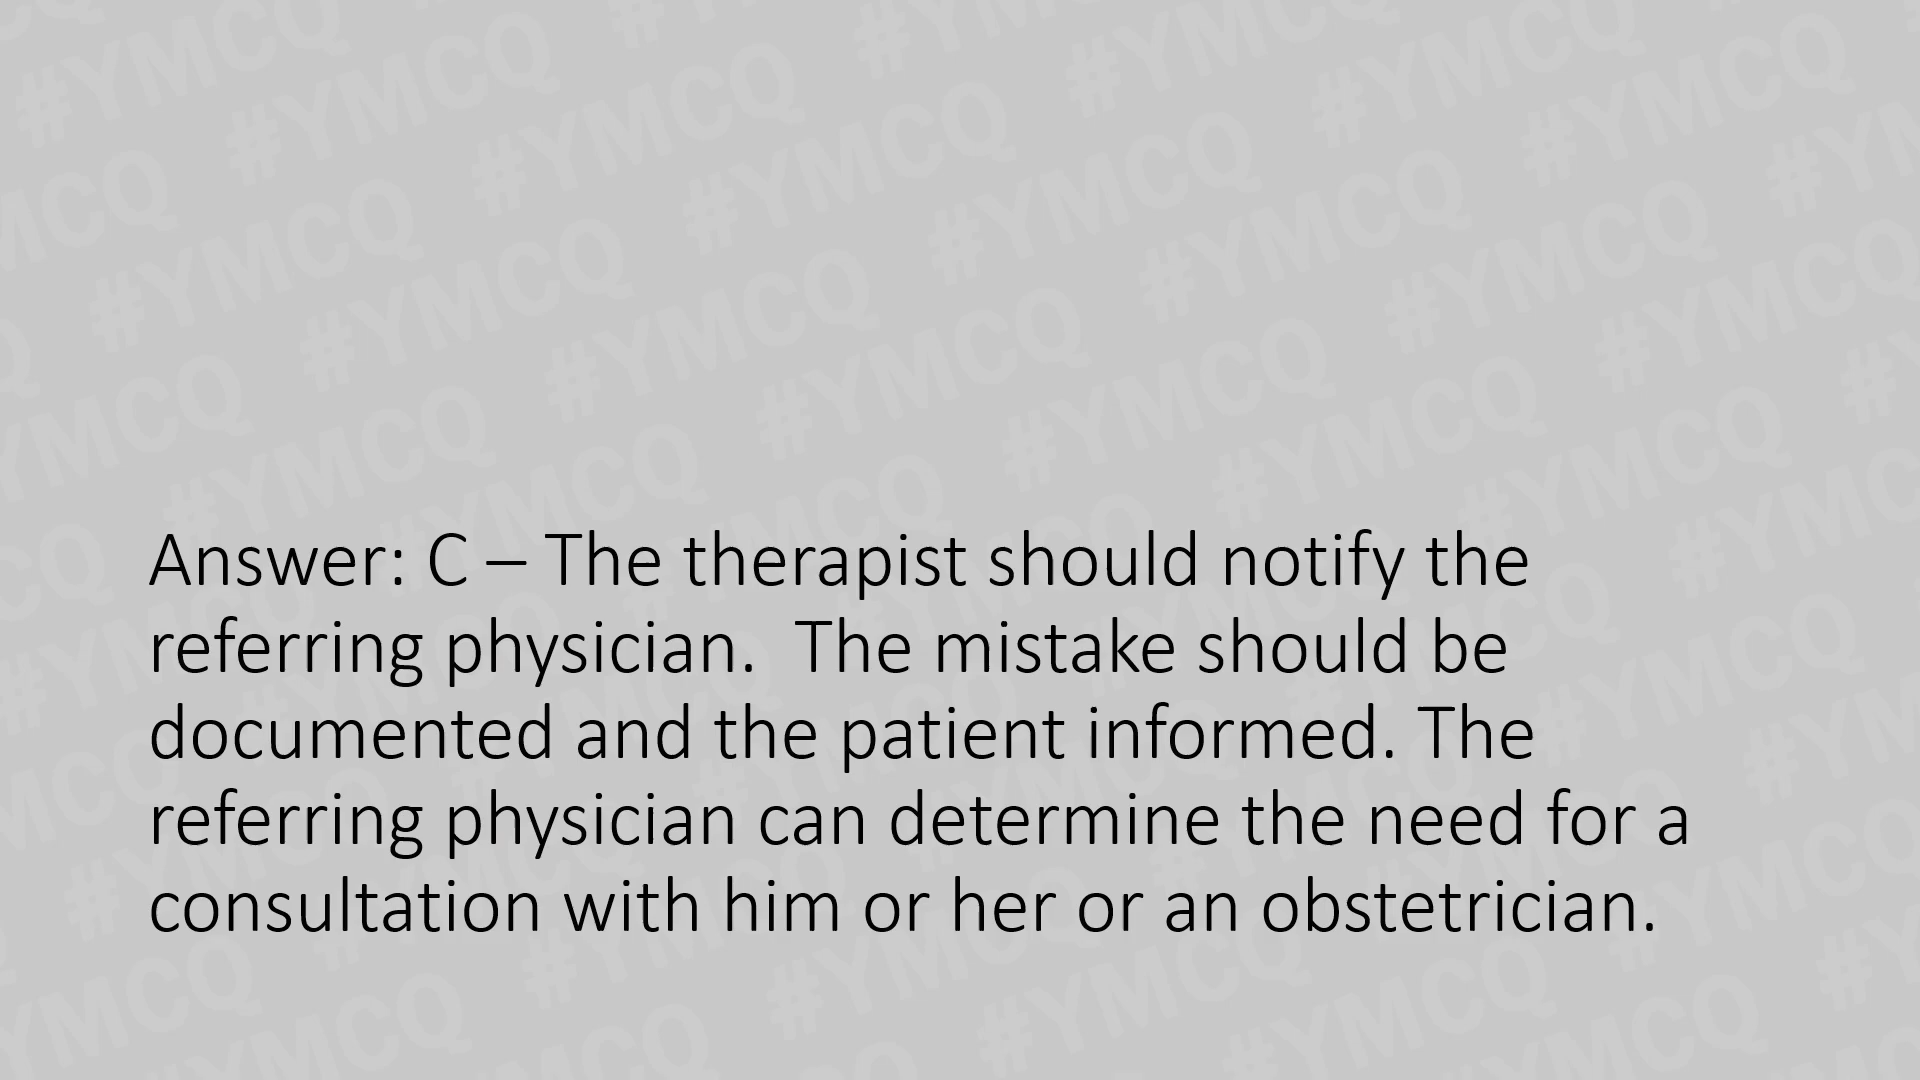 Answer: C – The therapist should notify the
referring physician.  The mistake should be
documented and the patient informed. The
referring physician can determine the need for a
consultation with him or her or an obstetrician.
#YMCQ